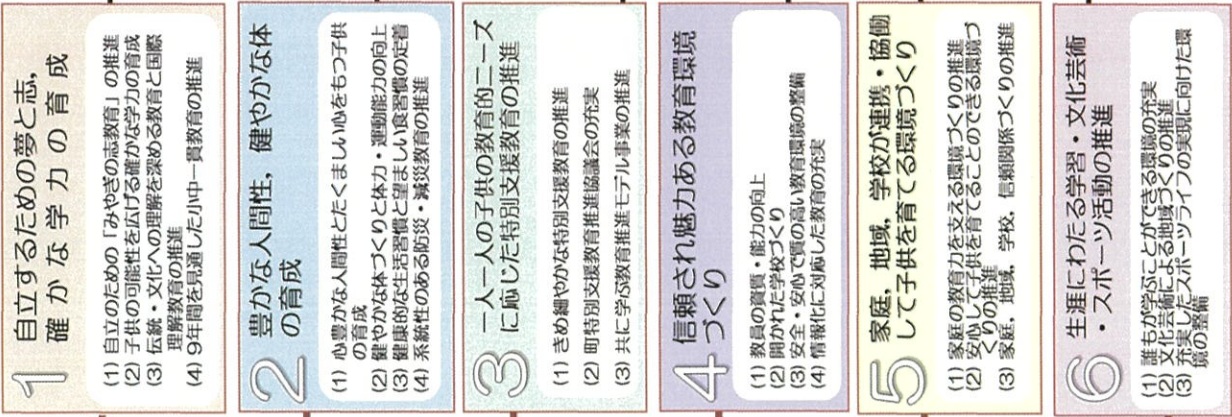 1 自立するための夢と志,
確かな学力の育成
(1) 自立のための「みやぎの志教育」の推進
(2) 子供の可能性を広げる確かな学力の育成
(3) 伝統・文化への理解を深める教育と国際
理解教育の推進
(4) 9年間を見通した小中一貫教育の推進
2 豊かな人間性, 健やかな体
の育成
(1) 心豊かな人間性とたくましい心をもつ子供
の育成
(2) 健やかな体づくりと体力・運動能力の向上
(3) 健康的な生活習慣と望ましい食習慣の定着
(4) 系統性のある防災・減災教育の推進
3 一人一人の子供の教育的ニーズ
に応じた特別支援教育の推進
(1) きめ細やかな特別支援教育の推進
(2) 町特別支援教育推進協議会の充実
(3) 共に学ぶ教育推進モデル事業の推進
4 信頼され魅力ある教育環境
づくり
(1) 教員の資質・能力の向上
(2) 開かれた学校づくり
(3) 安全・安心で質の高い教育環境の整備
(4) 情報化に対応した教育の充実
5 家庭, 地域, 学校が連携・協働
して子供を育てる環境づくり
(1) 家庭の教育力を支える環境づくりの推進
(2) 安心して子供を育てることのできる環境づ
くりの推進
(3) 家庭, 地域, 学校, 信頼関係づくりの推進
6 生涯にわたる学習・文化芸術
・スポーツ活動の推進
(1) 誰もが学ぶことができる環境の充実
(2) 文化芸術による地域づくりの推進
(3) 充実したスポーツライフの実現に向けた環
境の整備